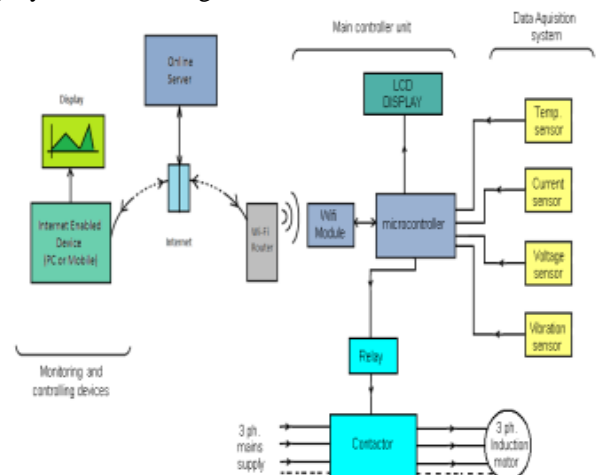 Data Aquisition
system
Main controller unit
Online
Server
LCD
DISPLAY
Display
Temp.
sensor
Current
sensor
Internet Enabled
Device
(PC or Mobile)
Internet
Wi-Fi
Router
Wifi
Module
microcontroller
Voltage
sensor
Vibration
sensor
Relay
Monitoring and
controlling devices
3 ph.
mains
supply
Contactor
3 ph.
Induction
motor